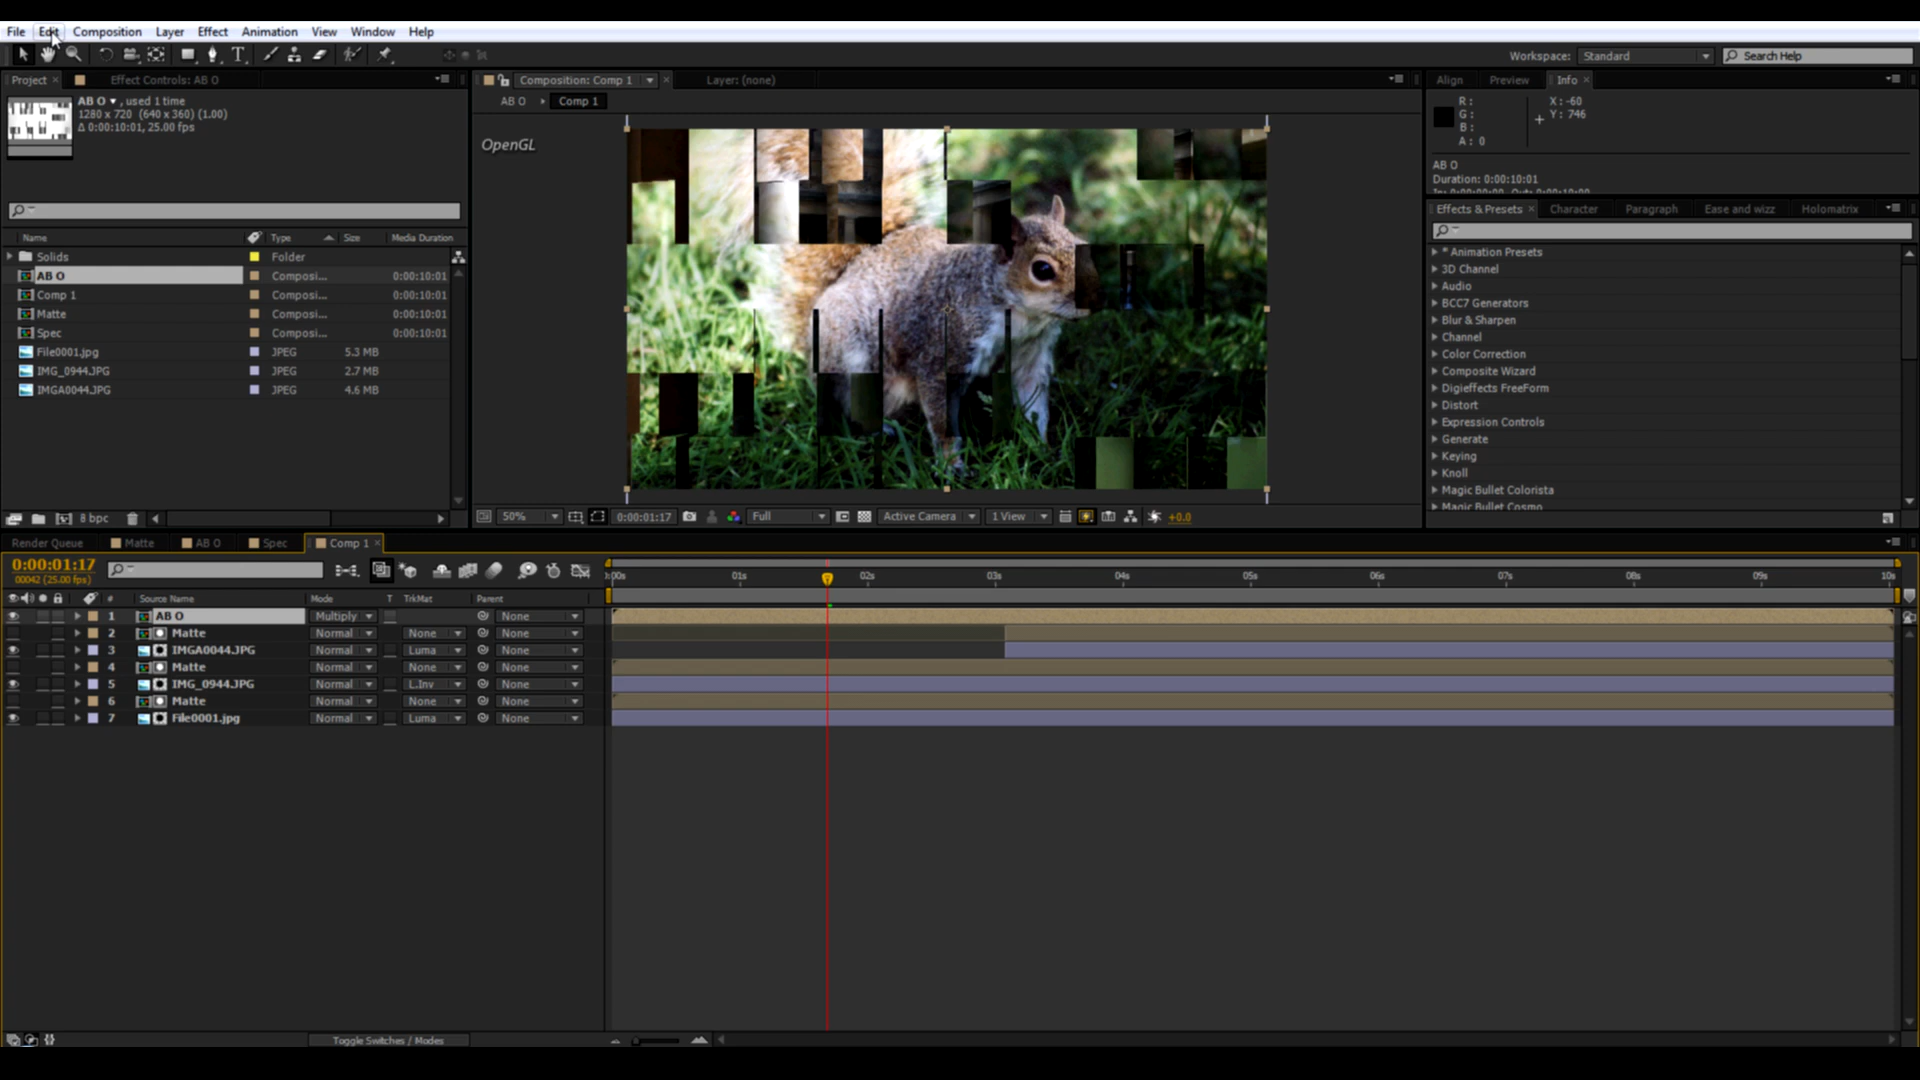 File Edit Composition Layer Effect Animation View Window Help
Workspace: Standard Search Help
Project Effect Controls: AB O
AB O , used 1 time
1280 x 720 (640 x 360) (1.00)
Δ 0:00:10:01, 25.00 fps
Name Type Size Media Duration
Solids Folder
AB O Composi... 0:00:10:01
Comp 1 Composi... 0:00:10:01
Matte Composi... 0:00:10:01
Spec Composi... 0:00:10:01
File0001.jpg JPEG 5.3 MB
IMG_0944.JPG JPEG 2.7 MB
IMGA0044.JPG JPEG 4.6 MB
8 bpc
Composition: Comp 1 Layer: (none)
AB O Comp 1
OpenGL
50% 0:00:01:17 Full Active Camera 1 View +0.0
Align Preview Info
R: X: -60
G: Y: 746
B:
A: 0
AB O
Duration: 0:00:10:01
In: 0:00:00:00, Out: 0:00:10:00
Effects & Presets Character Paragraph Ease and wizz Holomatrix
* Animation Presets
3D Channel
Audio
BCC7 Generators
Blur & Sharpen
Channel
Color Correction
Composite Wizard
Digieffects FreeForm
Distort
Expression Controls
Generate
Keying
Knoll
Magic Bullet Colorista
Magic Bullet Cosmo
Render Queue Matte AB O Spec Comp 1
0:00:01:17
00042 (25.00 fps)
:00s 01s 02s 03s 04s 05s 06s 07s 08s 09s 10s
# Source Name Mode T TrkMat Parent
1 AB O Multiply None
2 Matte Normal None None
3 IMGA0044.JPG Normal Luma None
4 Matte Normal None None
5 IMG_0944.JPG Normal L.Inv None
6 Matte Normal None None
7 File0001.jpg Normal Luma None
Toggle Switches / Modes